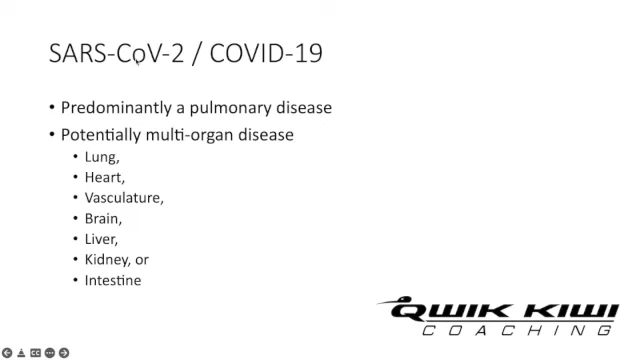 SARS-CoV-2 / COVID-19
• Predominantly a pulmonary disease
• Potentially multi-organ disease
• Lung,
• Heart,
• Vasculature,
• Brain,
• Liver,
• Kidney, or
• Intestine
QWIK KIWI
COACHING
CC